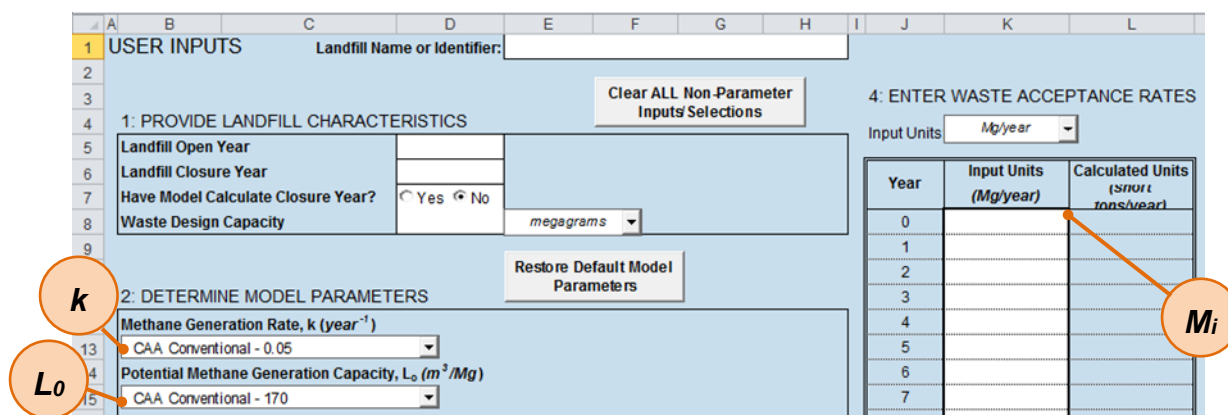 A B C D E F G H I J K L
1 USER INPUTS Landfill Name or Identifier:
2
3 Clear ALL Non-Parameter Inputs/Selections 4: ENTER WASTE ACCEPTANCE RATES
4 1: PROVIDE LANDFILL CHARACTERISTICS Input Units Mg/year
5 Landfill Open Year
6 Landfill Closure Year Year Input Units (Mg/year) Calculated Units (short tons/year)
7 Have Model Calculate Closure Year? Yes No
8 Waste Design Capacity megagrams 0
9 1
Restore Default Model Parameters 2
k 2: DETERMINE MODEL PARAMETERS 3
Methane Generation Rate, k (year⁻¹) 4 Mi
13 CAA Conventional - 0.05 5
4 Potential Methane Generation Capacity, Lₒ (m³/Mg) 6
L0 15 CAA Conventional - 170 7